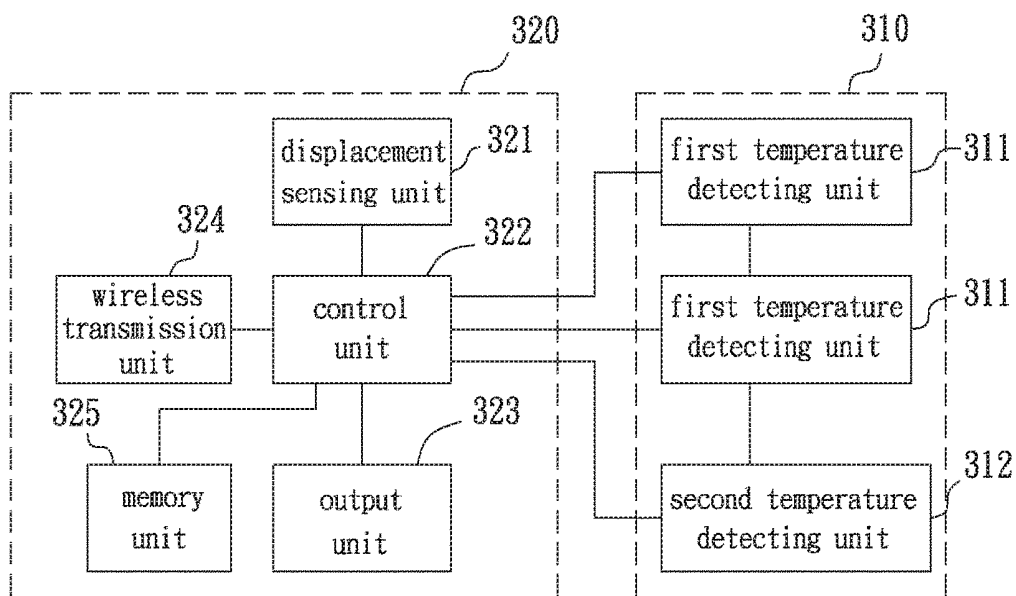 320
310
displacement
sensing unit
321
first temperature
detecting unit
311
324
322
wireless
transmission
unit
control
unit
first temperature
detecting unit
311
325
323
memory
unit
output
unit
second temperature
detecting unit
312